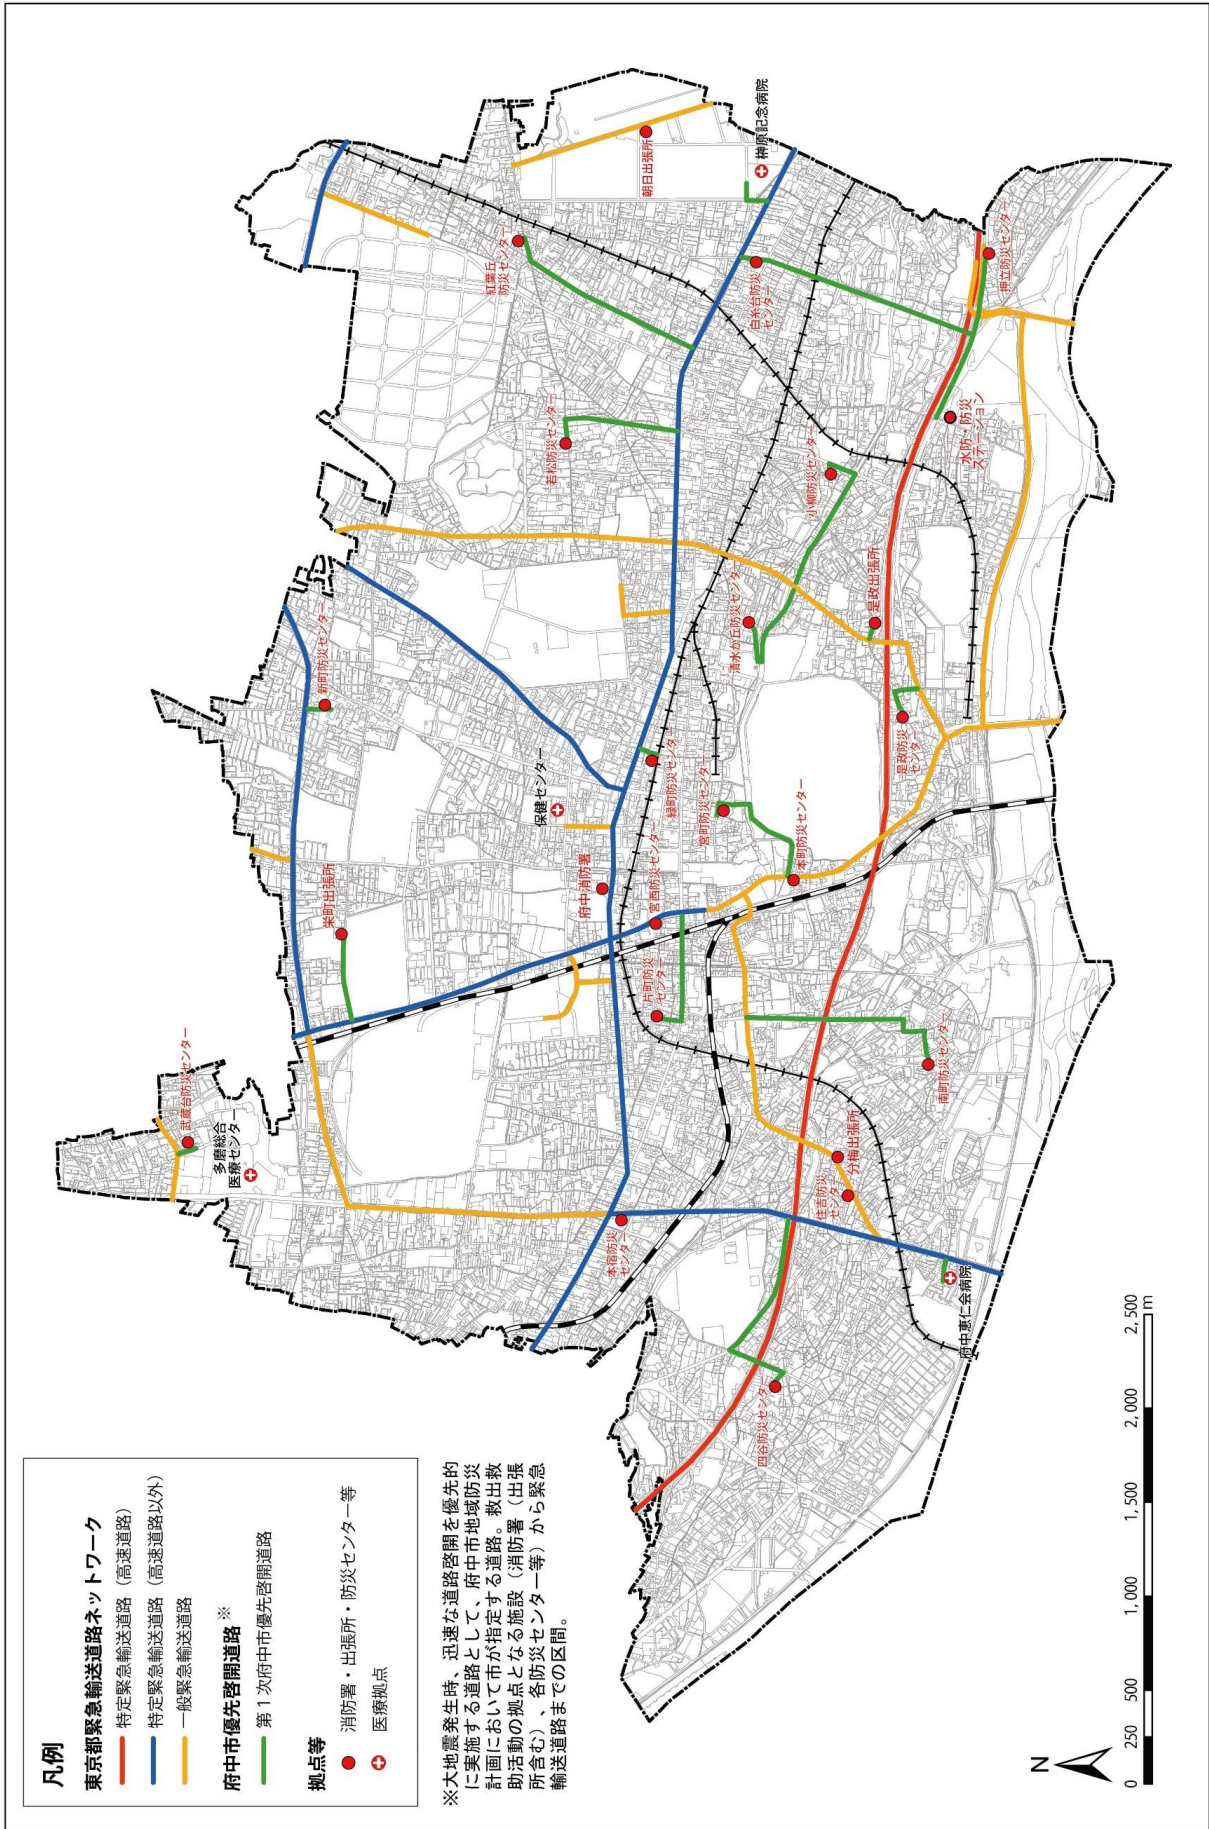 凡例
東京都緊急輸送道路ネットワーク
特定緊急輸送道路（高速道路）
特定緊急輸送道路（高速道路以外）
一般緊急輸送道路
府中市優先啓開道路※
第1次府中市優先啓開道路
拠点等
消防署・出張所・防災センター等
医療拠点
※大地震発生時、迅速な道路啓開を優先的
に実施する道路として、府中市地域防災
計画において市が指定する道路。救出救
助活動の拠点となる施設（消防署（出張
所含む）、各防災センター等）から緊急
輸送道路までの区間。
武蔵台防災センター
多磨総合
医療センター
栄町出張所
新町防災センター
保健センター
府中消防署
宮西防災センター
緑町防災センター
片町防災
センター
本宿防災
センター
若松防災センター
紅葉丘
防災センター
朝日出張所
榊原記念病院
白糸台防災
センター
押立防災センター
水防・防災
ステーション
小柳防災センター
清水が丘防災センター
是政出張所
是政防災
センター
宮町防災センター
本町防災センター
南町防災センター
分梅出張所
住吉防災
センター
府中恵仁会病院
四谷防災センター
N
0 250 500 1,000 1,500 2,000 2,500
m